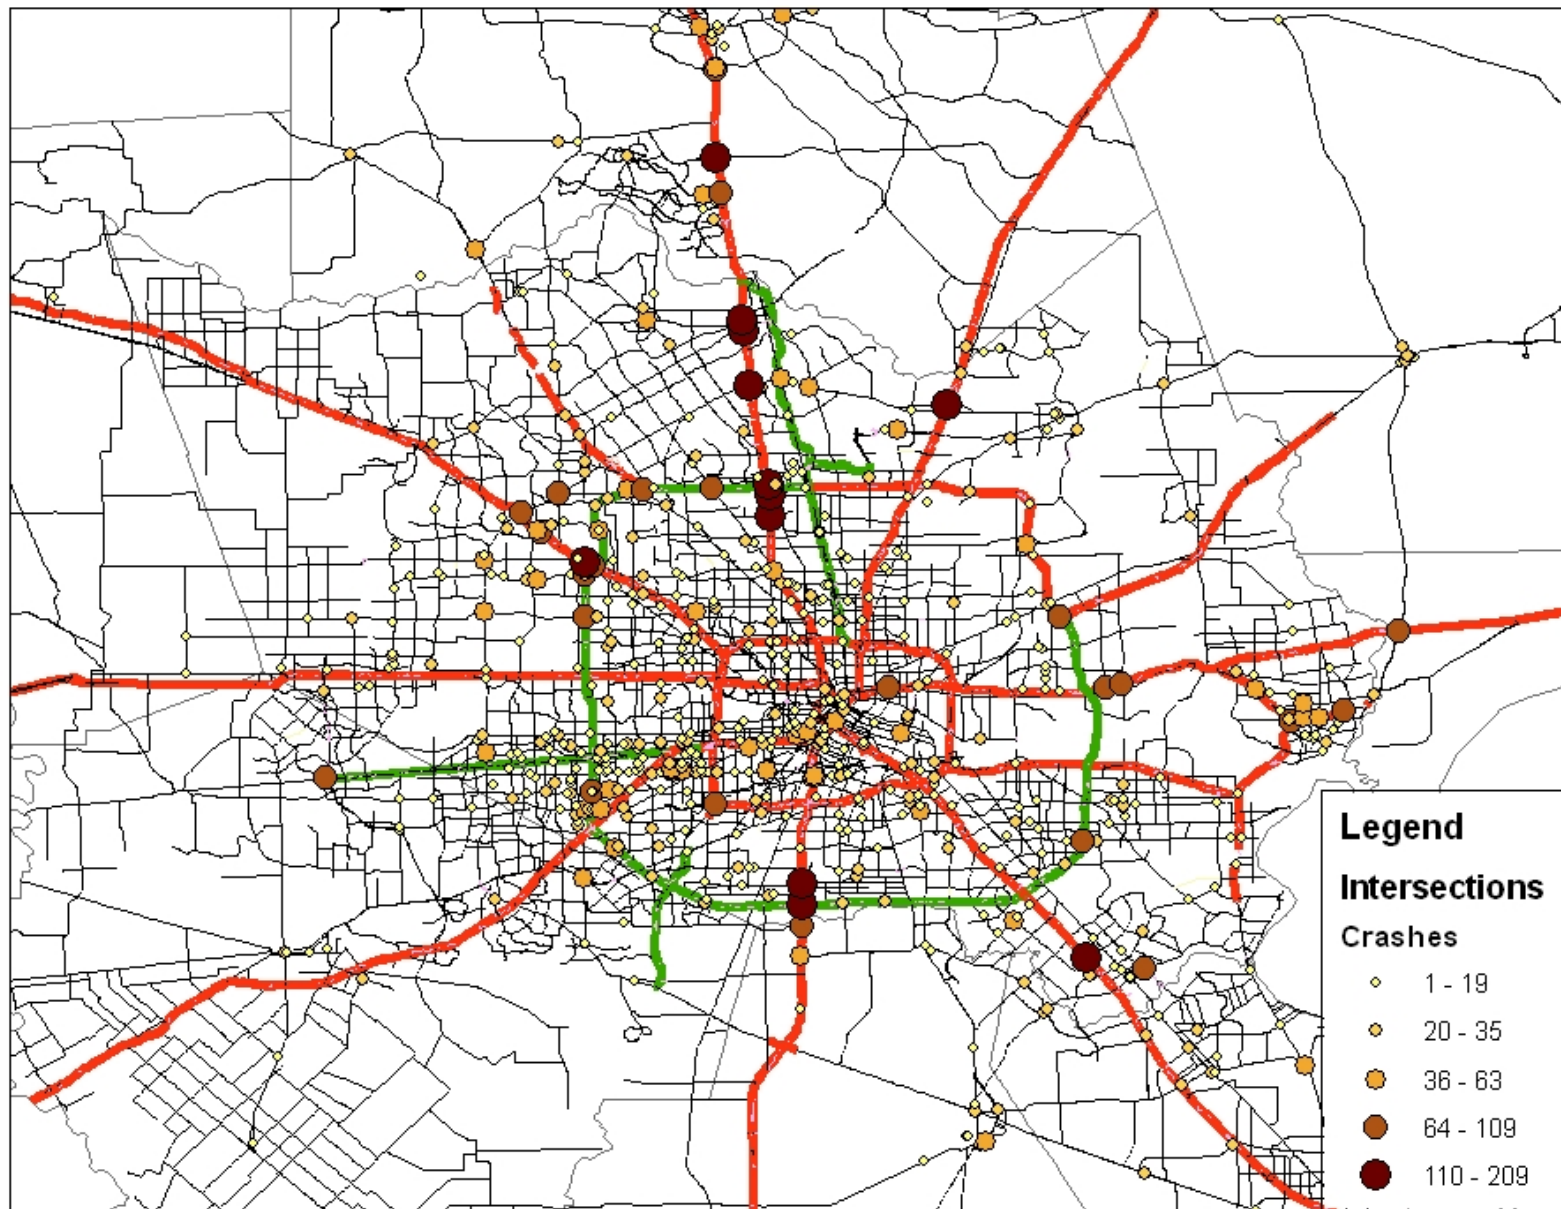 Legend
Intersections
Crashes
1 - 19
20 - 35
36 - 63
64 - 109
110 - 209